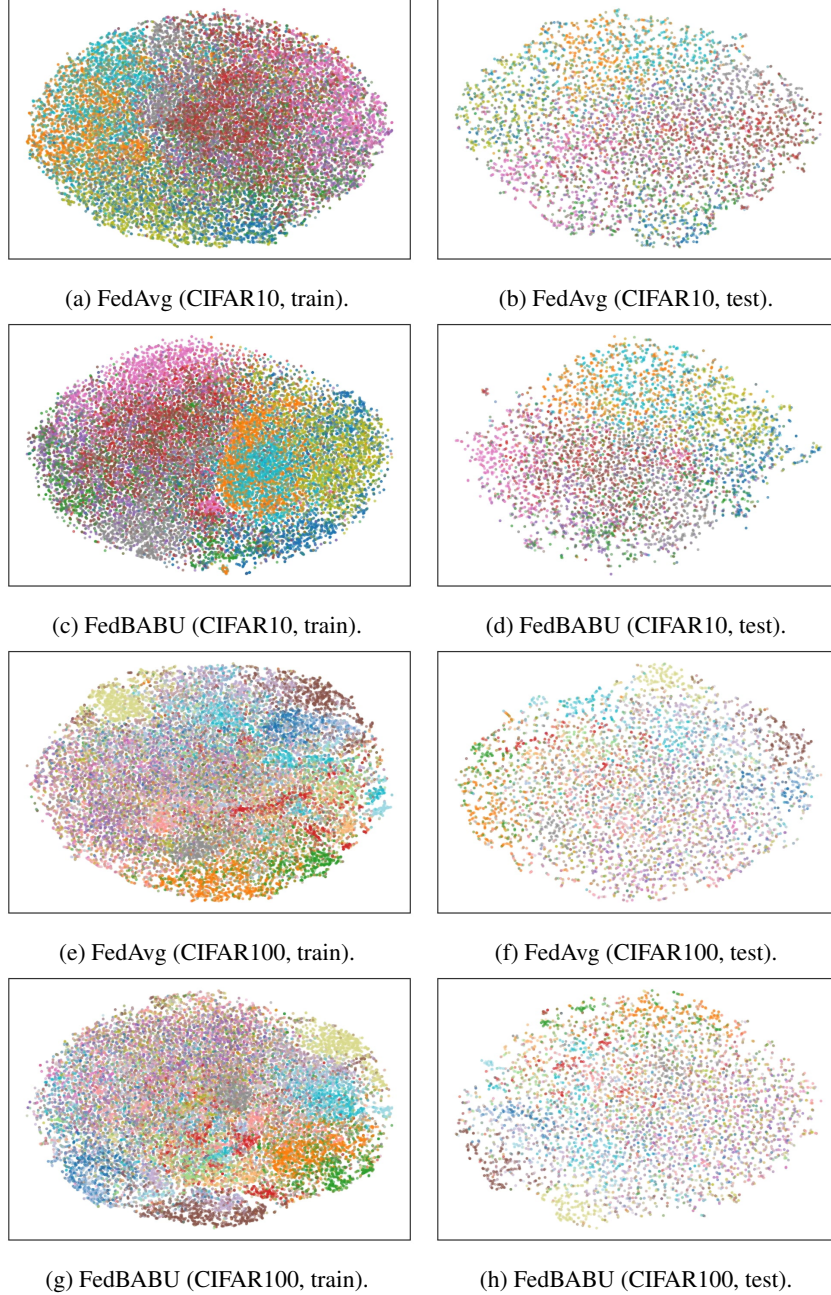 (a) FedAvg (CIFAR10, train).
(b) FedAvg (CIFAR10, test).
(c) FedBABU (CIFAR10, train).
(d) FedBABU (CIFAR10, test).
(e) FedAvg (CIFAR100, train).
(f) FedAvg (CIFAR100, test).
(g) FedBABU (CIFAR100, train).
(h) FedBABU (CIFAR100, test).